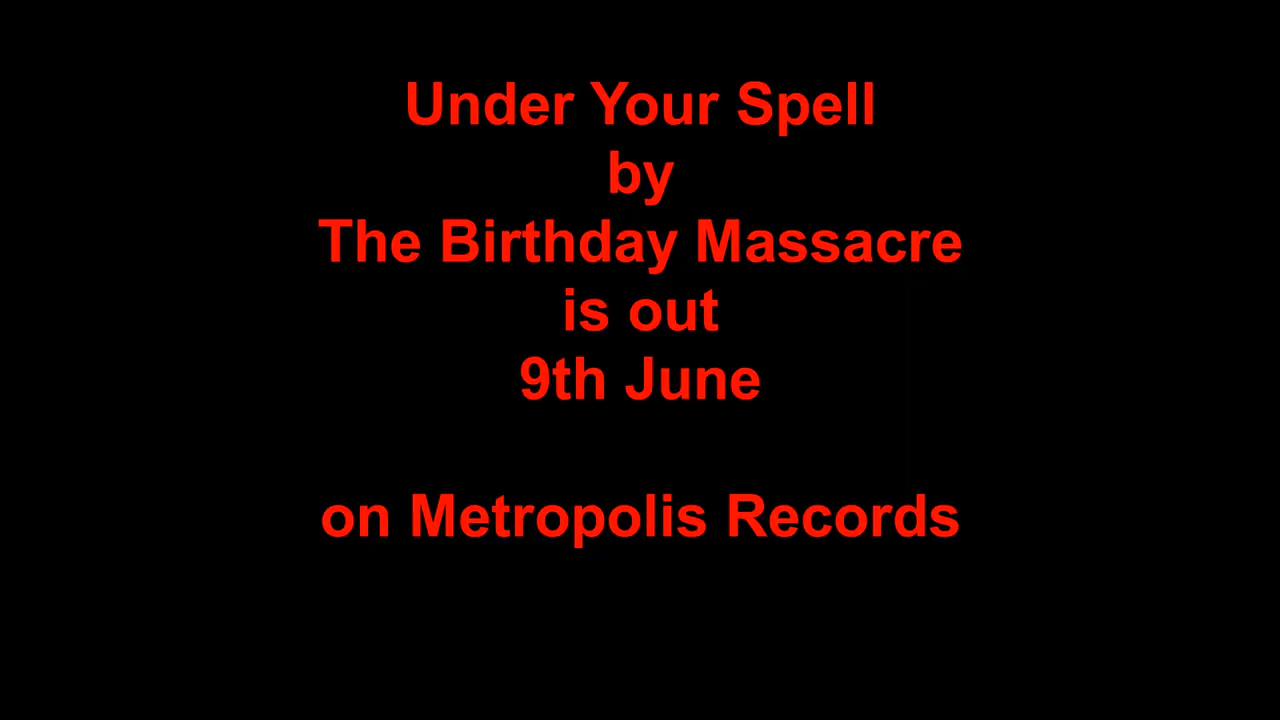 Under Your Spell
by
The Birthday Massacre
is out
9th June
on Metropolis Records